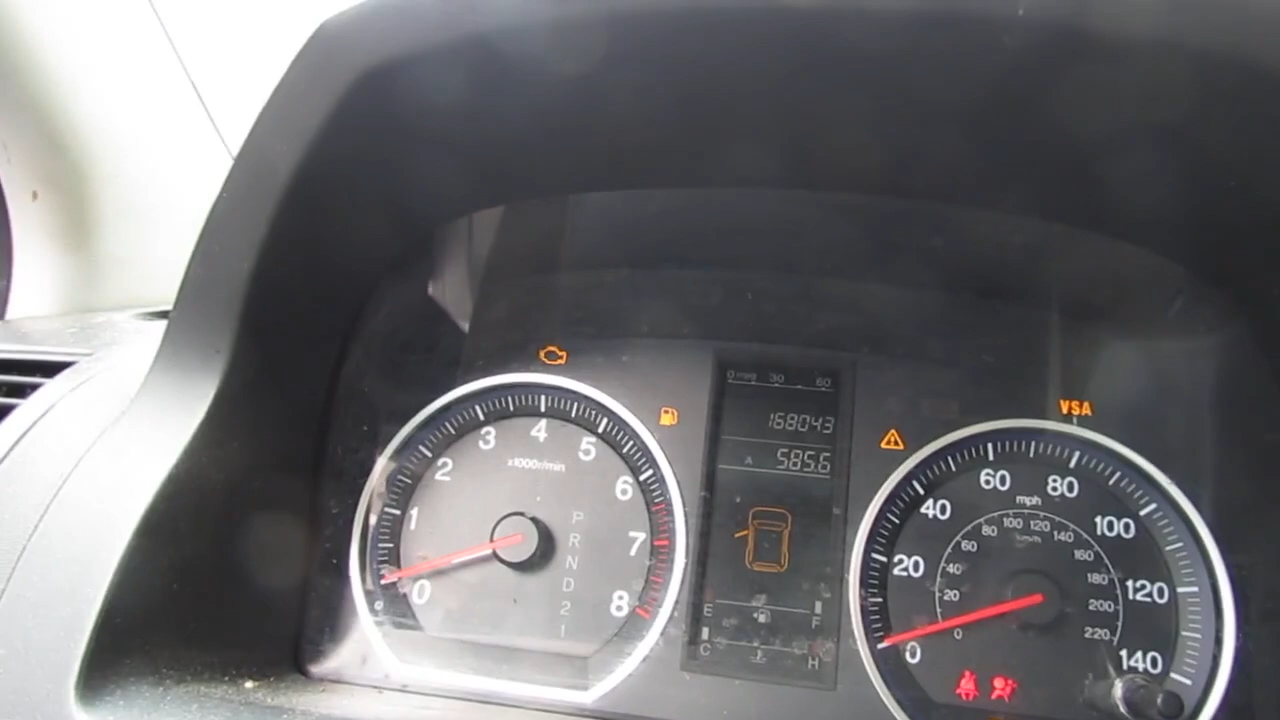 0 mpg 30 60
168043
A 585.6
E F
C H
0 1 2 3 4 5 6 7 8
x1000r/min
P
R
N
D
2
1
VSA
0 20 40 60 80 100 120 140
mph
0 20 40 60 80 100 120 140 160 180 200 220
km/h